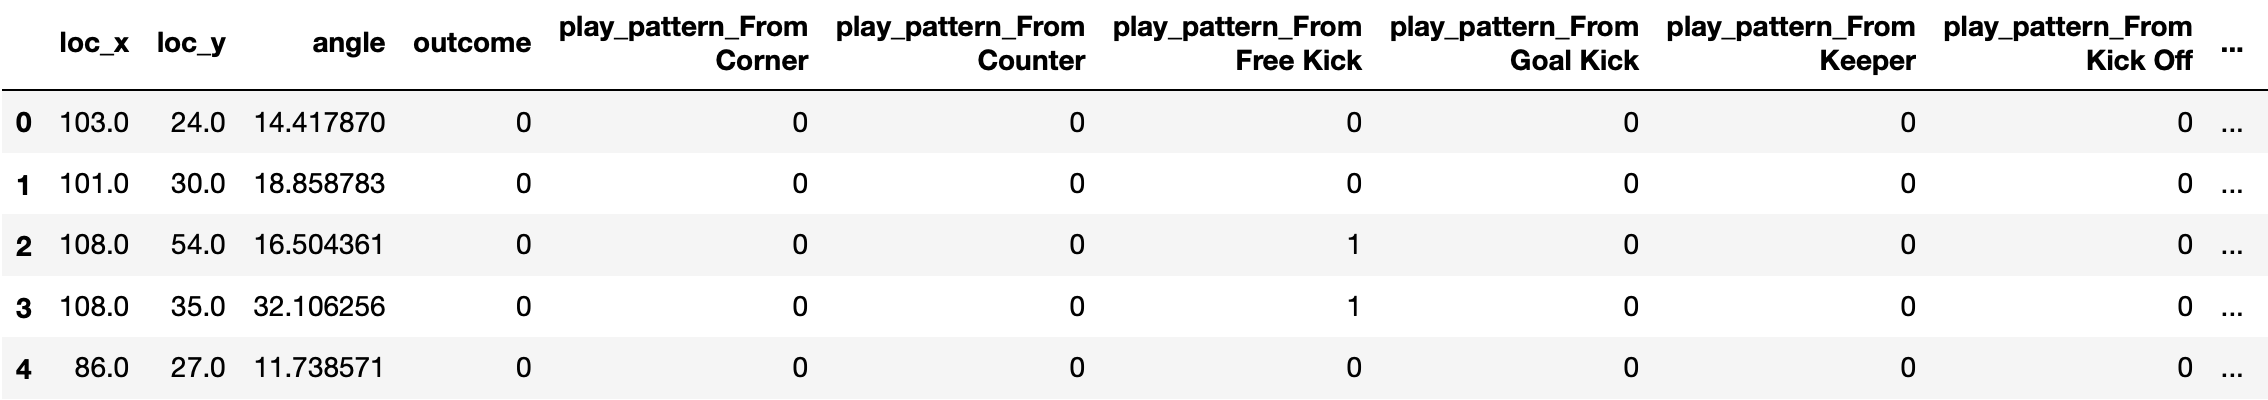 loc_x loc_y angle outcome play_pattern_From Corner play_pattern_From Counter play_pattern_From Free Kick play_pattern_From Goal Kick play_pattern_From Keeper play_pattern_From Kick Off ...
0 103.0 24.0 14.417870 0 0 0 0 0 0 0 ...
1 101.0 30.0 18.858783 0 0 0 0 0 0 0 ...
2 108.0 54.0 16.504361 0 0 0 1 0 0 0 ...
3 108.0 35.0 32.106256 0 0 0 1 0 0 0 ...
4 86.0 27.0 11.738571 0 0 0 0 0 0 0 ...